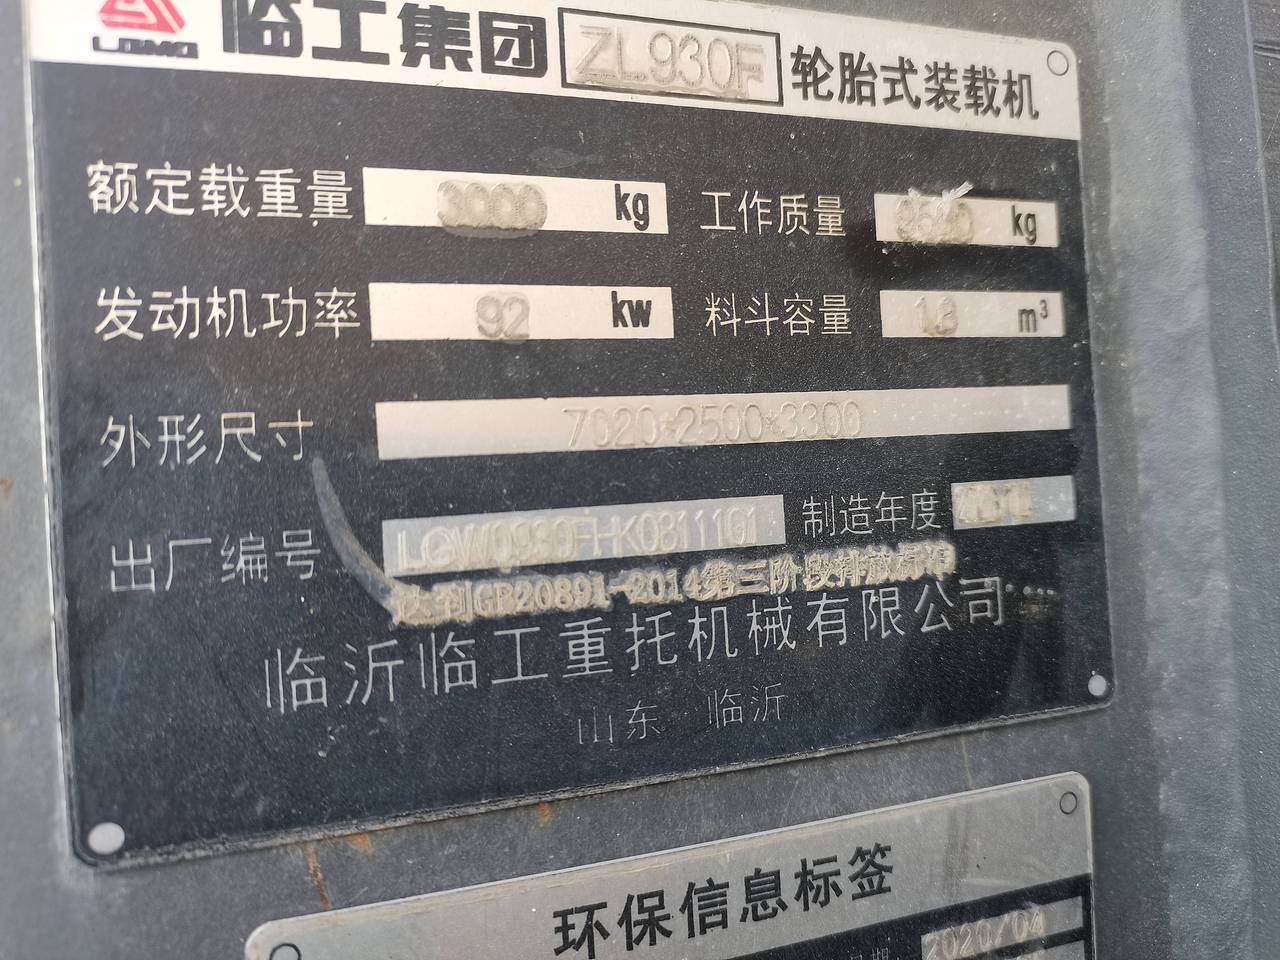 LGMG 临工集团 ZL930F 轮胎式装载机
额定载重量 3000 kg 工作质量 kg
发动机功率 92 kw 料斗容量 1.3 m³
外形尺寸 7020*2500*3300
出厂编号 制造年度
达到GB20891-2014第三阶段排放标准
临沂临工重托机械有限公司
山东 临沂
环保信息标签
2020/04